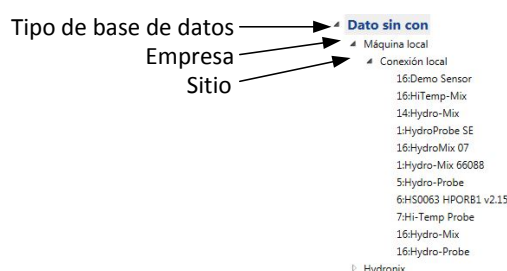 Tipo de base de datos
Dato sin con
Empresa
Máquina local
Sitio
Conexión local
16:Demo Sensor
16:HiTemp-Mix
14:Hydro-Mix
1:HydroProbe SE
16:HydroMix 07
1:Hydro-Mix 66088
5:Hydro-Probe
6:HS0063 HPORB1 v2.15
7:Hi-Temp Probe
16:Hydro-Mix
16:Hydro-Probe
Hydronix